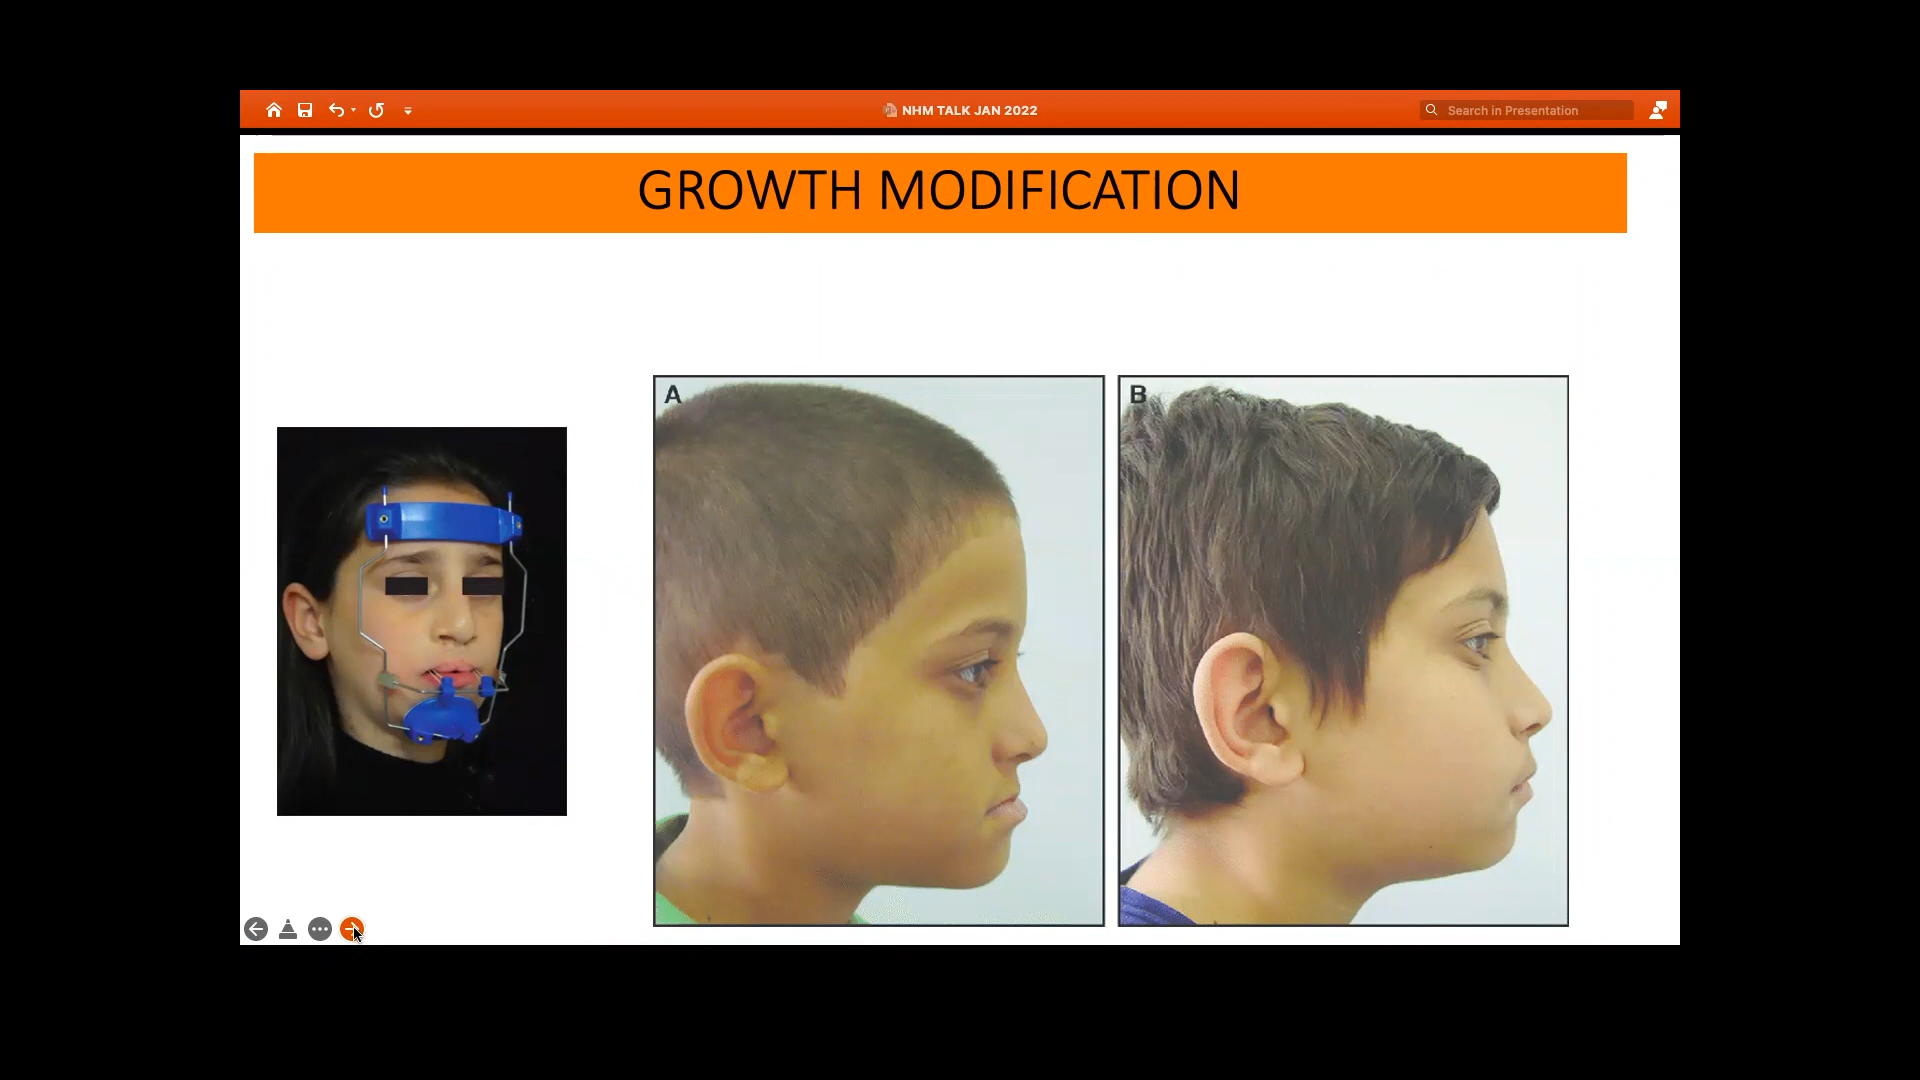 NHM TALK JAN 2022
Search in Presentation
GROWTH MODIFICATION
A
B